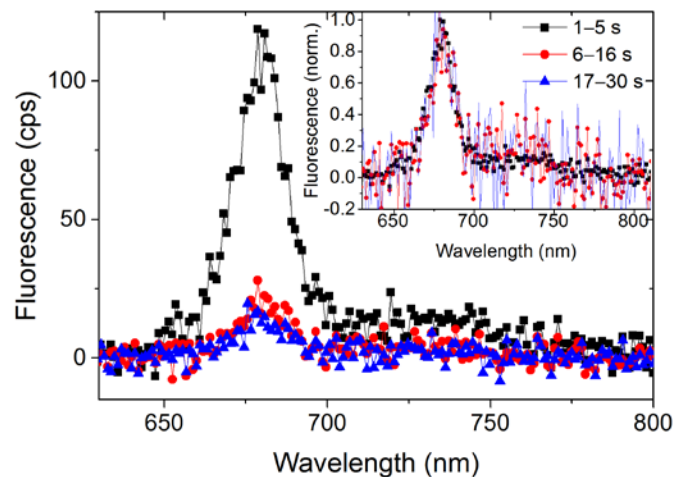 Fluorescence (cps)
100
50
0
650
700
750
800
Wavelength (nm)
Fluorescence (norm.)
1.0
0.8
0.6
0.4
0.2
0.0
-0.2
650
700
750
800
Wavelength (nm)
1–5 s
6–16 s
17–30 s